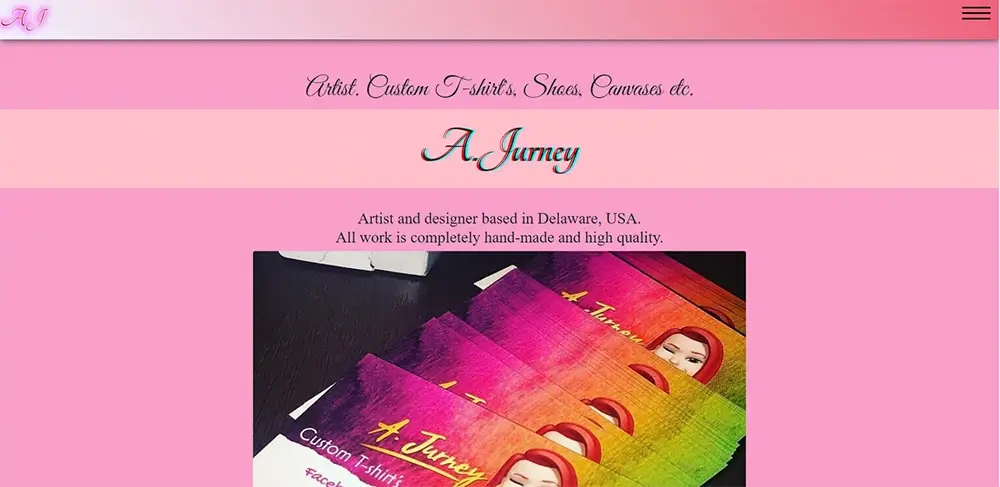 AJ
Artist. Custom T-shirt's, Shoes, Canvases etc.
A.Jurney
Artist and designer based in Delaware, USA.
All work is completely hand-made and high quality.
A. Jurney
A. Jurney
Custom T-shirt's